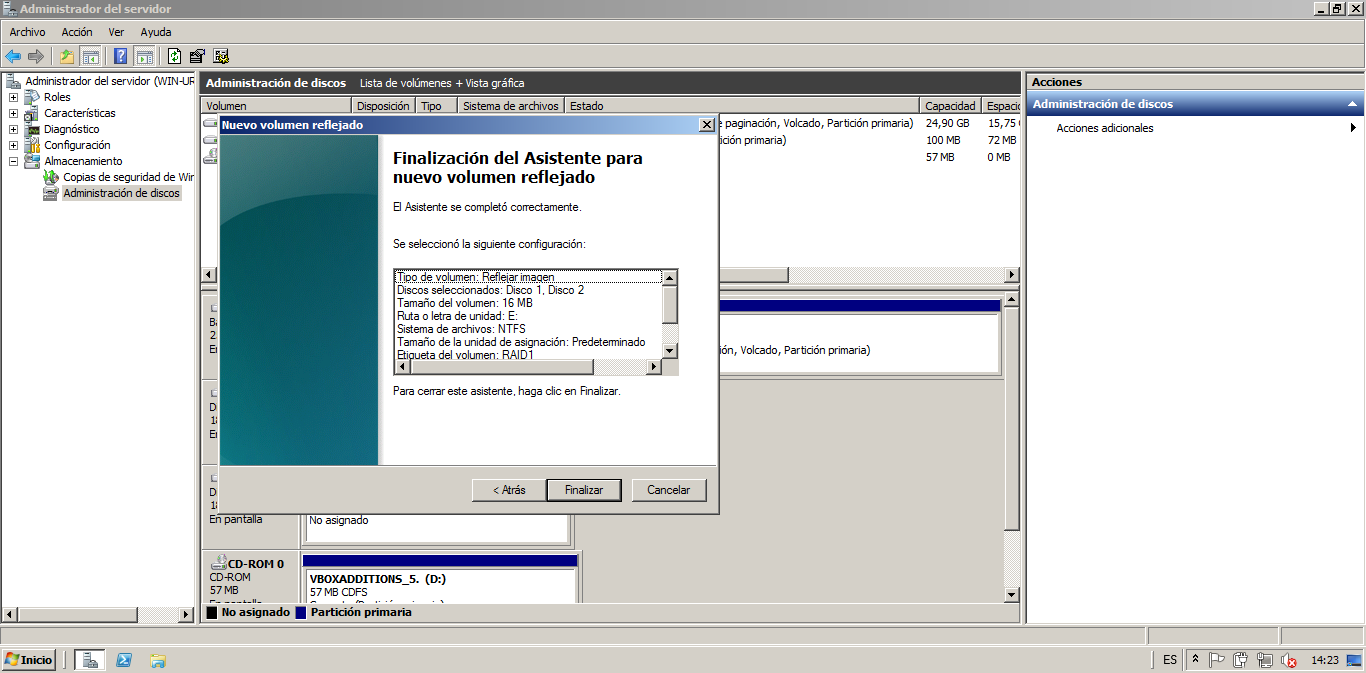 Administrador del servidor
Archivo Acción Ver Ayuda
Administrador del servidor (WIN-UR
Roles
Características
Diagnóstico
Configuración
Almacenamiento
Copias de seguridad de Wir
Administración de discos
Administración de discos Lista de volúmenes + Vista gráfica
Volumen Disposición Tipo Sistema de archivos Estado Capacidad Espacio
e paginación, Volcado, Partición primaria) 24,90 GB 15,75
ición primaria) 100 MB 72 MB
57 MB 0 MB
Nuevo volumen reflejado
Finalización del Asistente para
nuevo volumen reflejado
El Asistente se completó correctamente.
Se seleccionó la siguiente configuración:
Tipo de volumen: Reflejar imagen
Discos seleccionados: Disco 1, Disco 2
Tamaño del volumen: 16 MB
Ruta o letra de unidad: E:
Sistema de archivos: NTFS
Tamaño de la unidad de asignación: Predeterminado
Etiqueta del volumen: RAID1
Para cerrar este asistente, haga clic en Finalizar.
< Atrás Finalizar Cancelar
ión, Volcado, Partición primaria)
En pantalla
No asignado
CD-ROM 0
CD-ROM
57 MB
VBOXADDITIONS_5. (D:)
57 MB CDFS
No asignado Partición primaria
Acciones
Administración de discos
Acciones adicionales
Inicio
ES 14:23